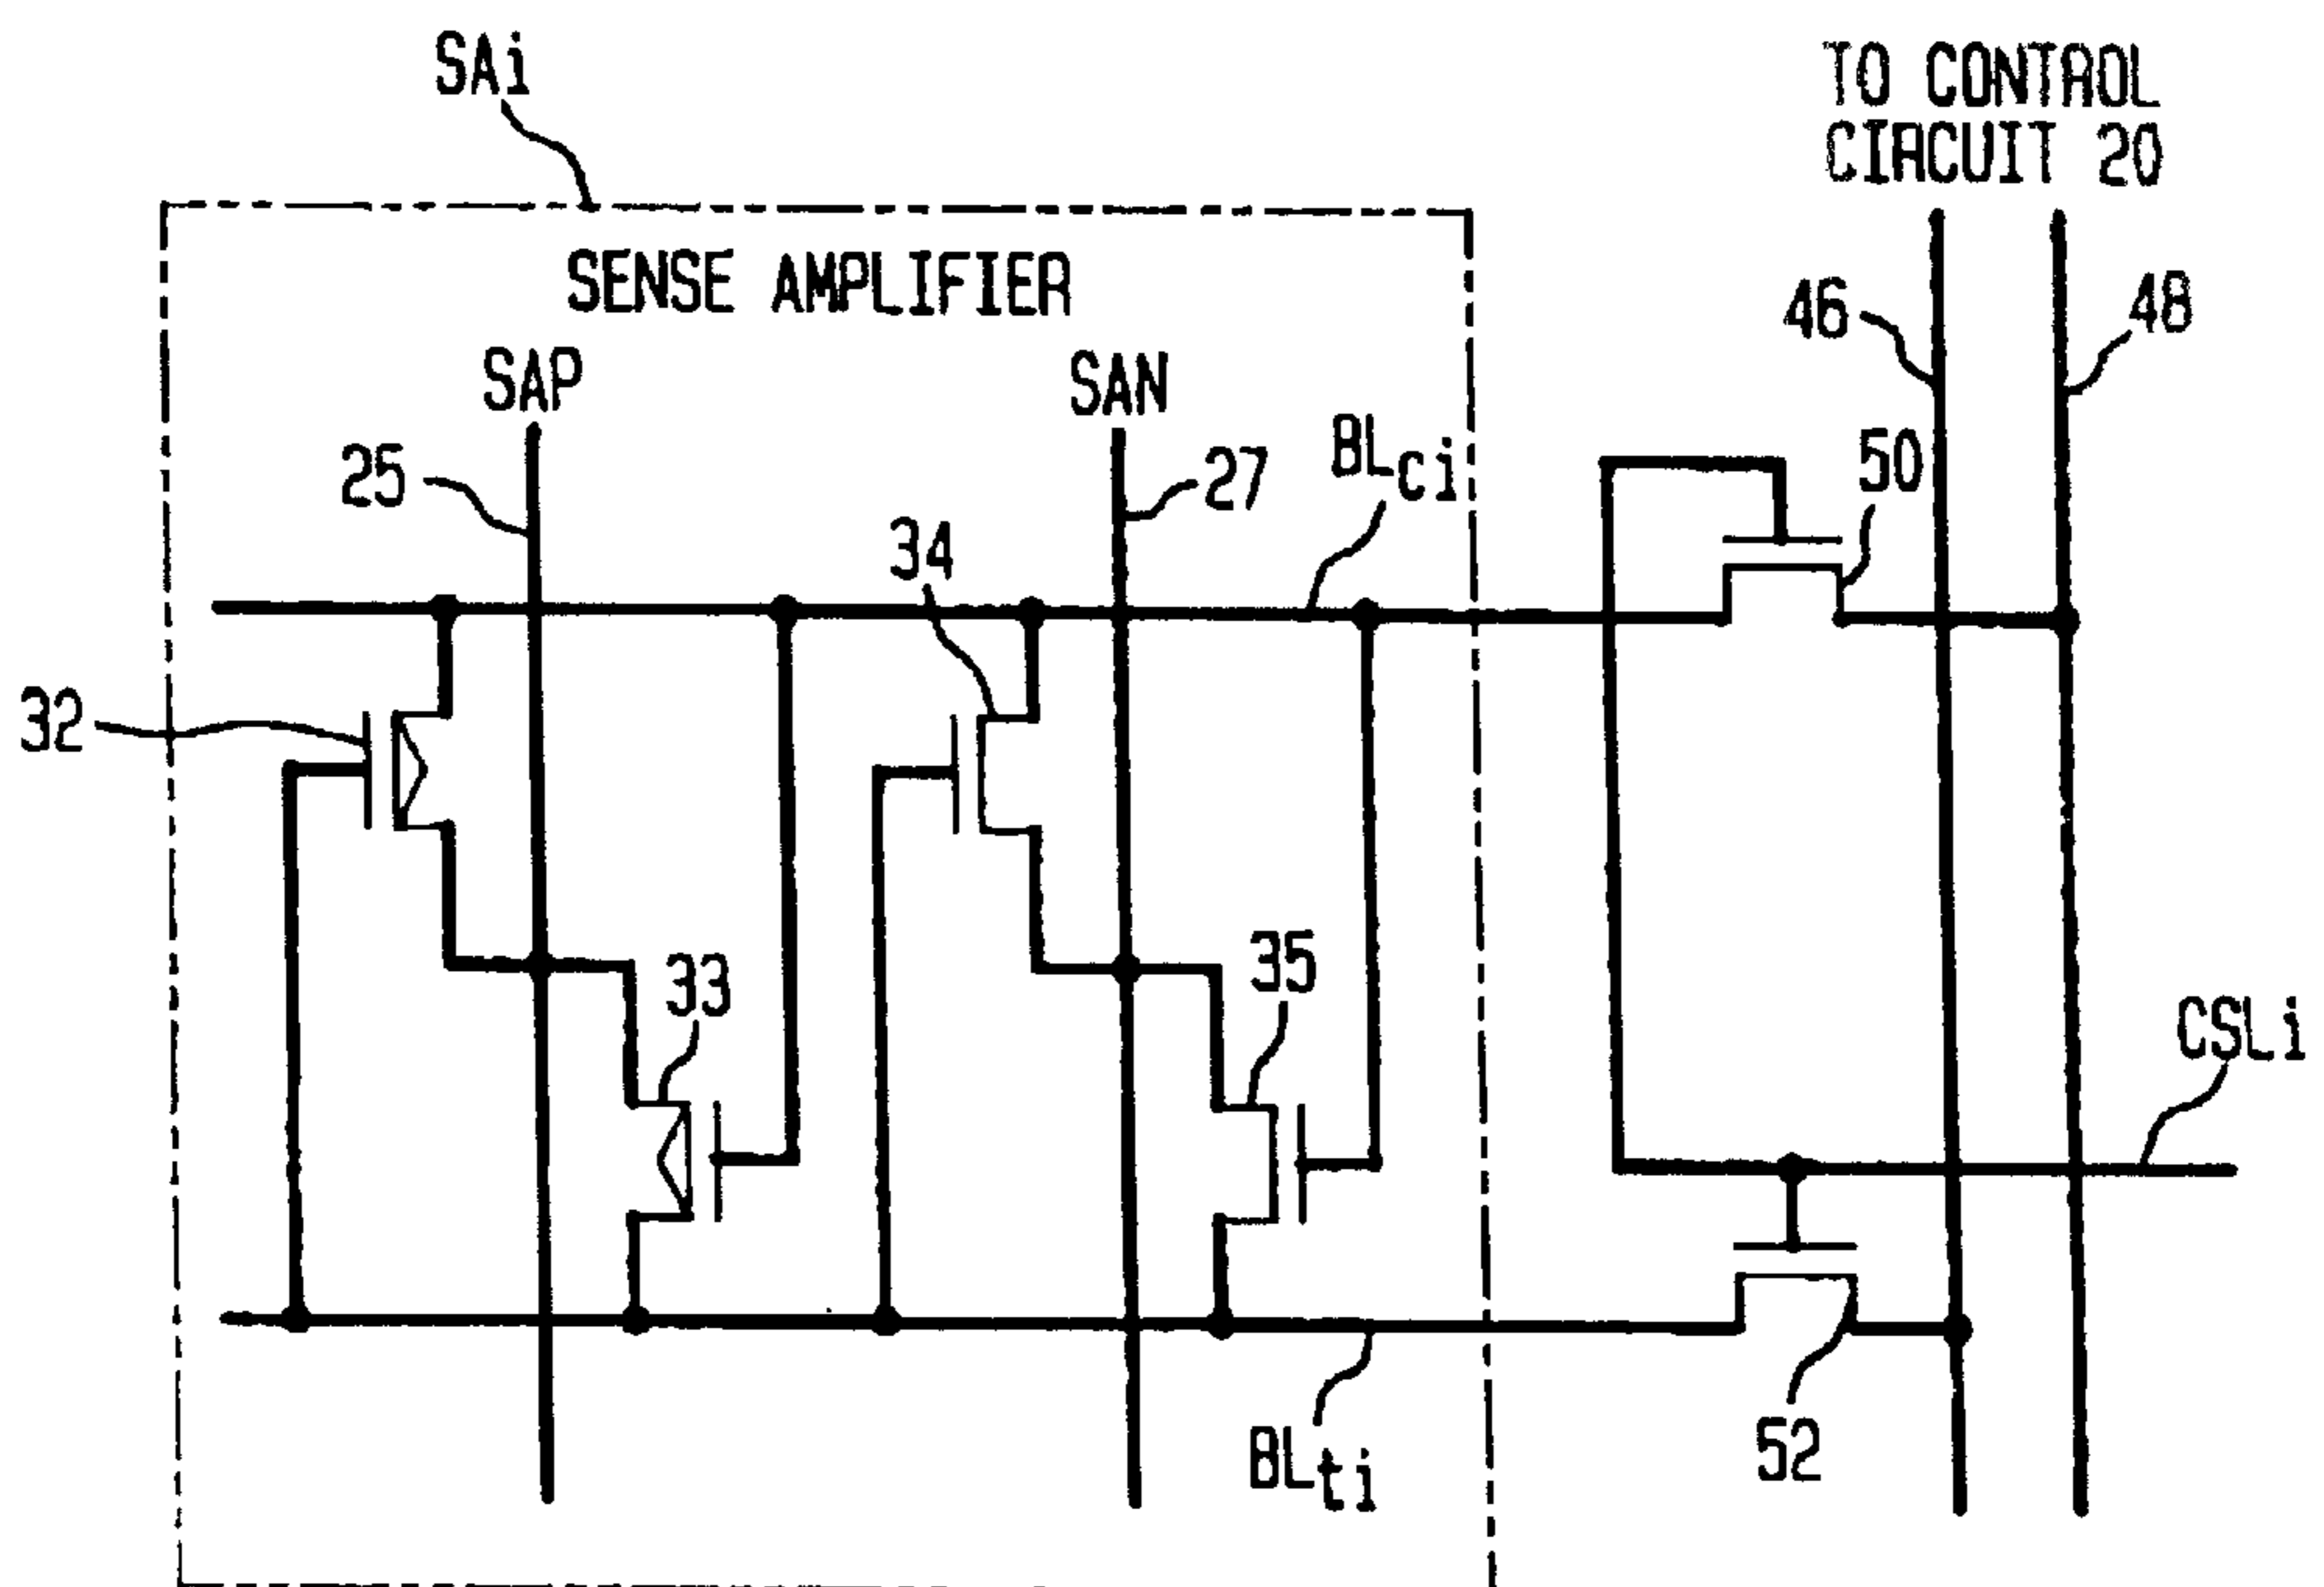 SAi
TO CONTROL
CIRCUIT 20
SENSE AMPLIFIER
46
48
SAP
SAN
25
27
BLci
50
34
32
33
35
CSLi
BLti
52